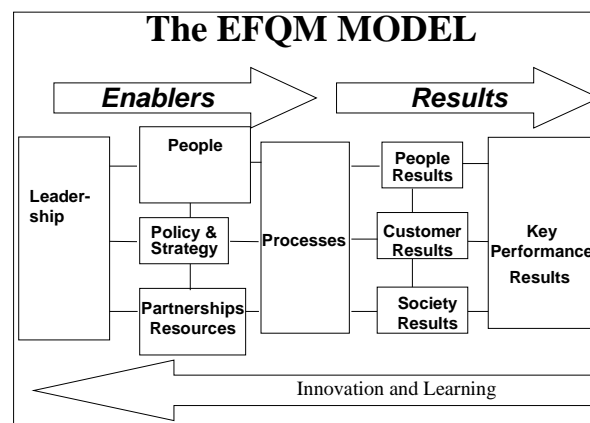 The EFQM MODEL
Enablers
Results
Leader-
ship
People
Policy &
Strategy
Partnerships
Resources
Processes
People
Results
Customer
Results
Society
Results
Key
Performance
Results
Innovation and Learning